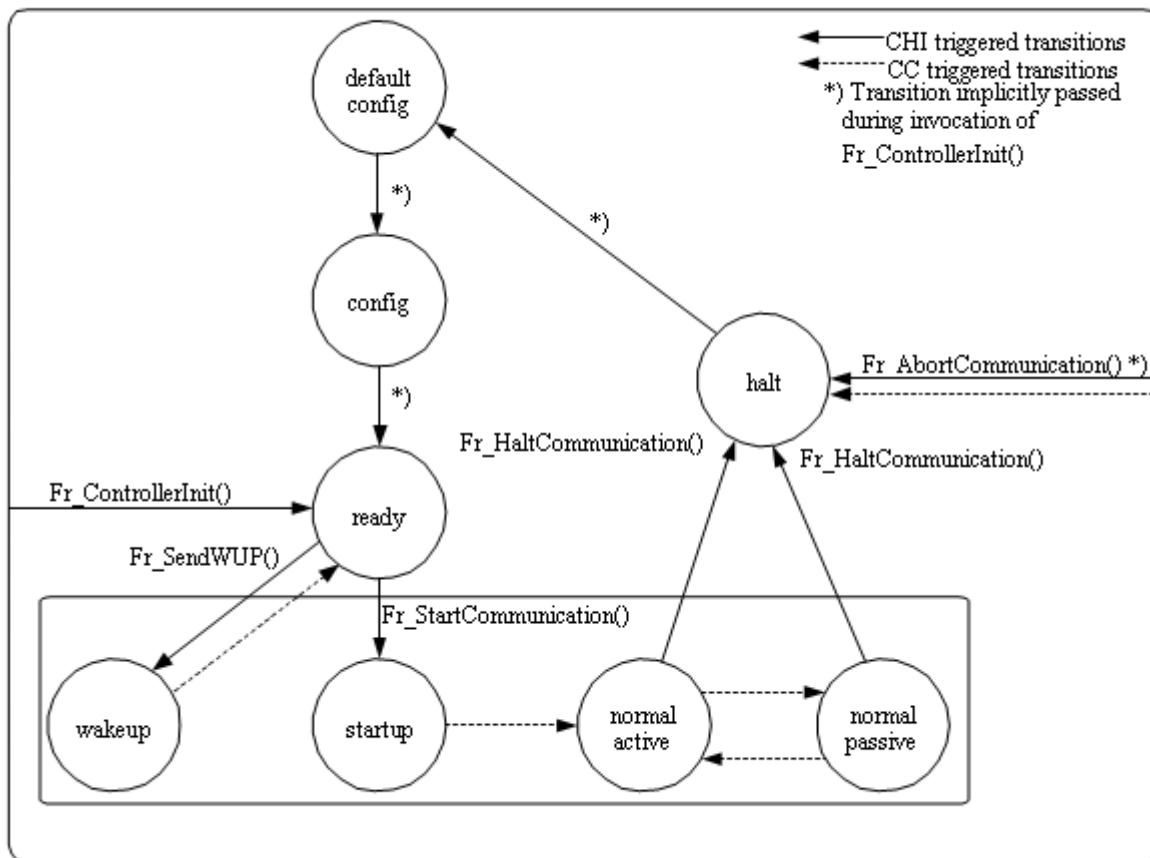 default
config
CHI triggered transitions
CC triggered transitions
*) Transition implicitly passed
during invocation of
Fr_ControllerInit()
*)
*)
config
*)
halt
Fr_AbortCommunication() *)
Fr_HaltCommunication()
Fr_HaltCommunication()
Fr_ControllerInit()
ready
Fr_SendWUP()
Fr_StartCommunication()
wakeup
startup
normal
active
normal
passive